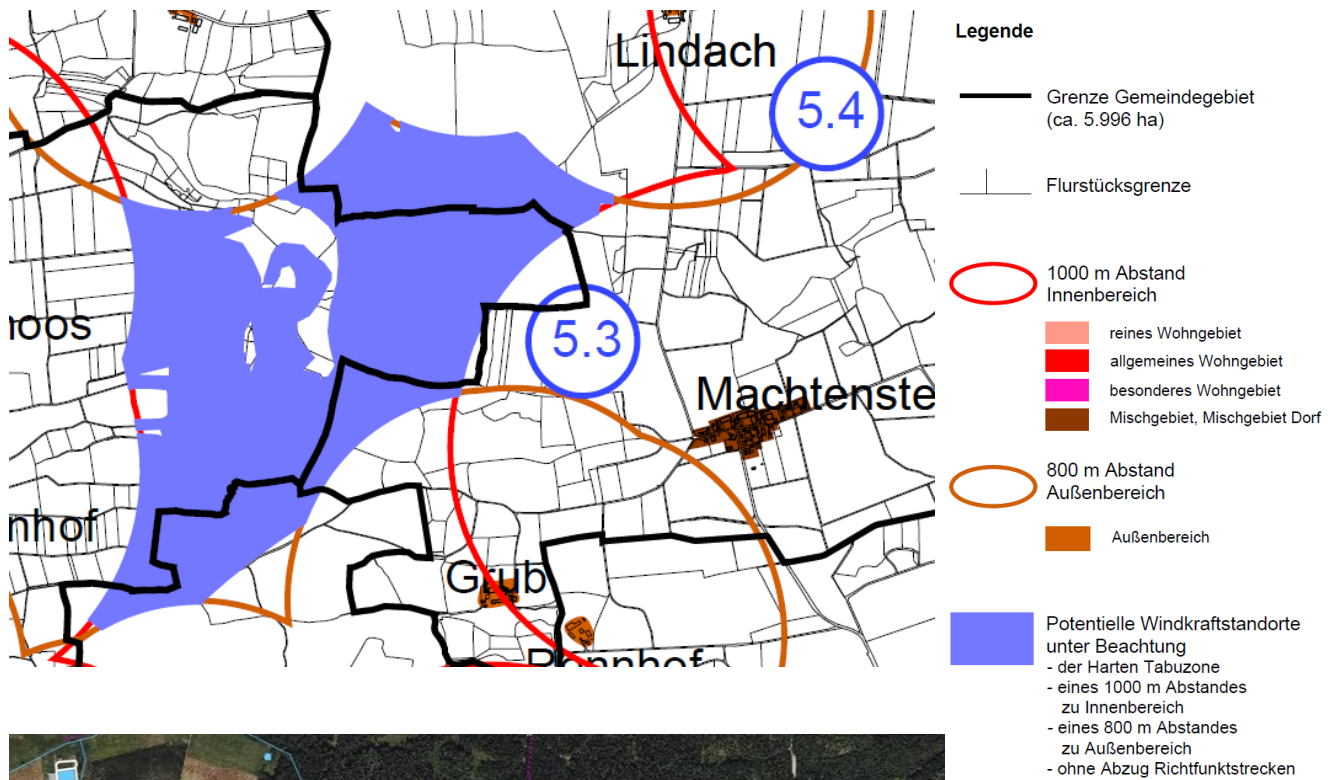 Lindach
5.4
5.3
Machtenste
Grub
Legende
Grenze Gemeindegebiet
(ca. 5.996 ha)
Flurstücksgrenze
1000 m Abstand
Innenbereich
reines Wohngebiet
allgemeines Wohngebiet
besonderes Wohngebiet
Mischgebiet, Mischgebiet Dorf
800 m Abstand
Außenbereich
Außenbereich
Potentielle Windkraftstandorte
unter Beachtung
- der Harten Tabuzone
- eines 1000 m Abstandes
zu Innenbereich
- eines 800 m Abstandes
zu Außenbereich
- ohne Abzug Richtfunktstrecken